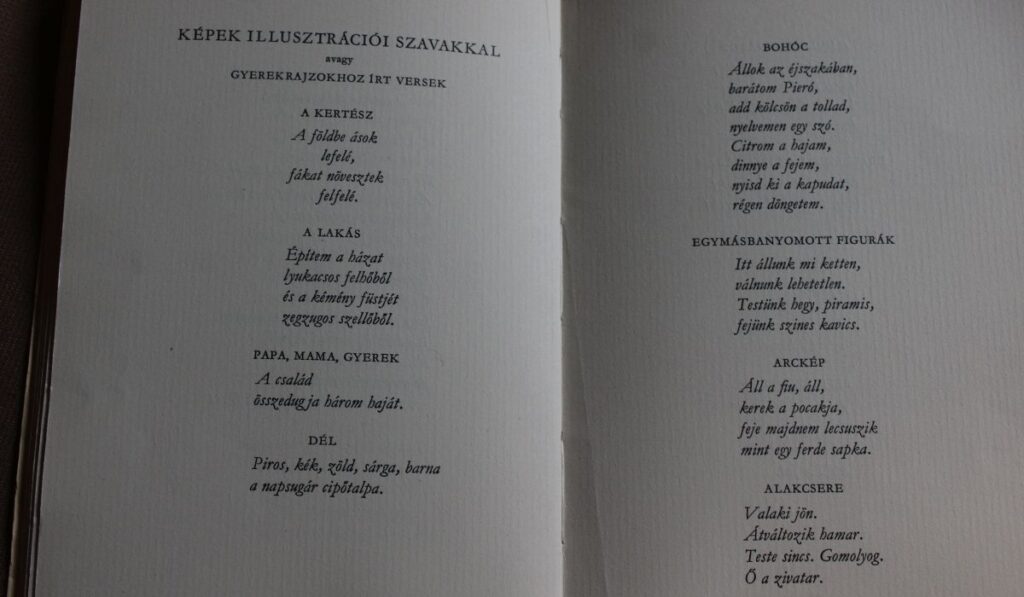 KÉPEK ILLUSZTRÁCIÓI SZAVAKKAL
avagy
GYEREKRAJZOKHOZ ÍRT VERSEK
A KERTÉSZ
A földbe ások
lefelé,
fákat növesztek
felfelé.
A LAKÁS
Építem a házat
lyukacsos felhőből
és a kémény füstjét
zegzugos szellőből.
PAPA, MAMA, GYEREK
A család
összedugja három haját.
DÉL
Piros, kék, zöld, sárga, barna
a napsugár cipőtalpa.
BOHÓC
Állok az éjszakában,
barátom Pieró,
add kölcsön a tollad,
nyelvemen egy szó.
Citrom a hajam,
dinnye a fejem,
nyisd ki a kapudat,
régen döngetem.
EGYMÁSBANYOMOTT FIGURÁK
Itt állunk mi ketten,
válnunk lehetetlen.
Testünk hegy, piramis,
fejünk szines kavics.
ARCKÉP
Áll a fiu, áll,
kerek a pocakja,
feje majdnem lecsuszik
mint egy ferde sapka.
ALAKCSERE
Valaki jön.
Átváltozik hamar.
Teste sincs. Gomolyog.
Ő a zivatar.